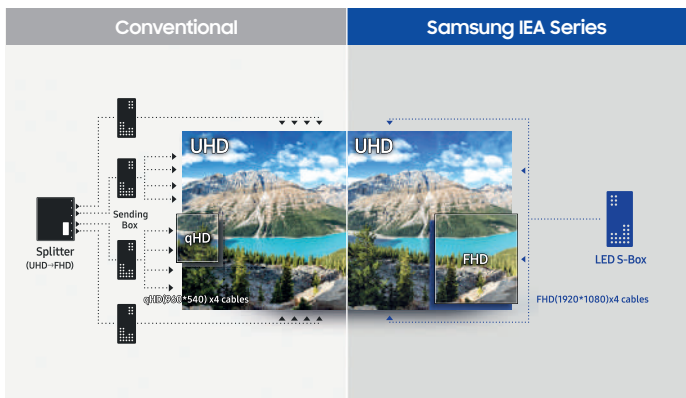 Conventional
Samsung IEA Series
UHD
UHD
Sending
Box
qHD
Splitter
(UHD→FHD)
FHD
LED S-Box
qHD(960*540) x4 cables
FHD(1920*1080)x4 cables